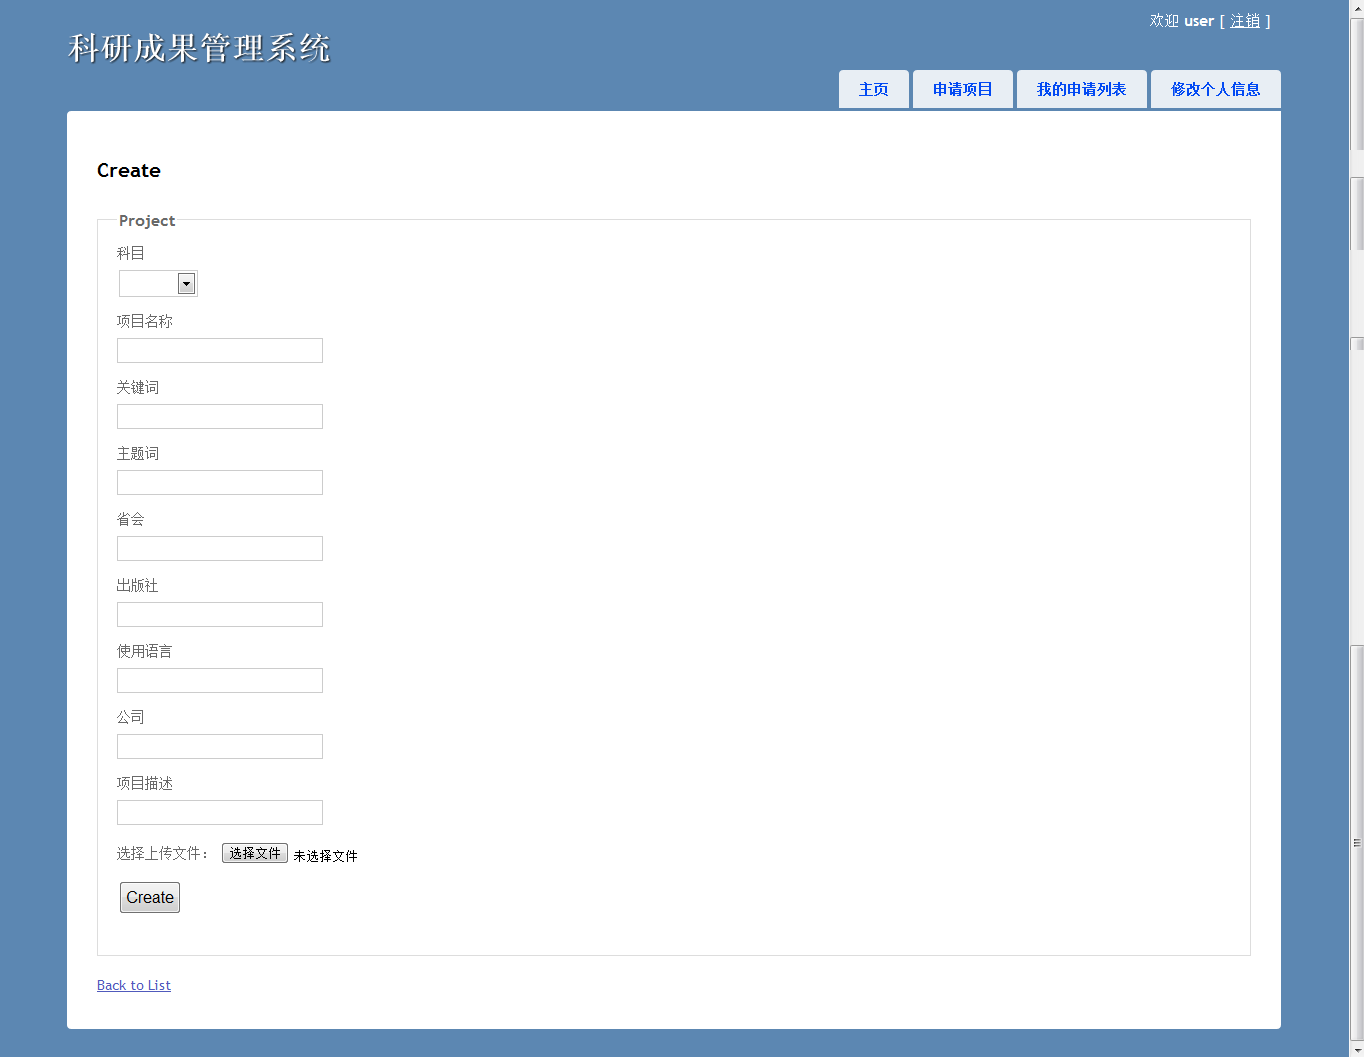 欢迎 user [ 注销 ]
科研成果管理系统
主页 申请项目 我的申请列表 修改个人信息
Create
Project
科目
项目名称
关键词
主题词
省会
出版社
使用语言
公司
项目描述
选择上传文件： 选择文件 未选择文件
Create
Back to List